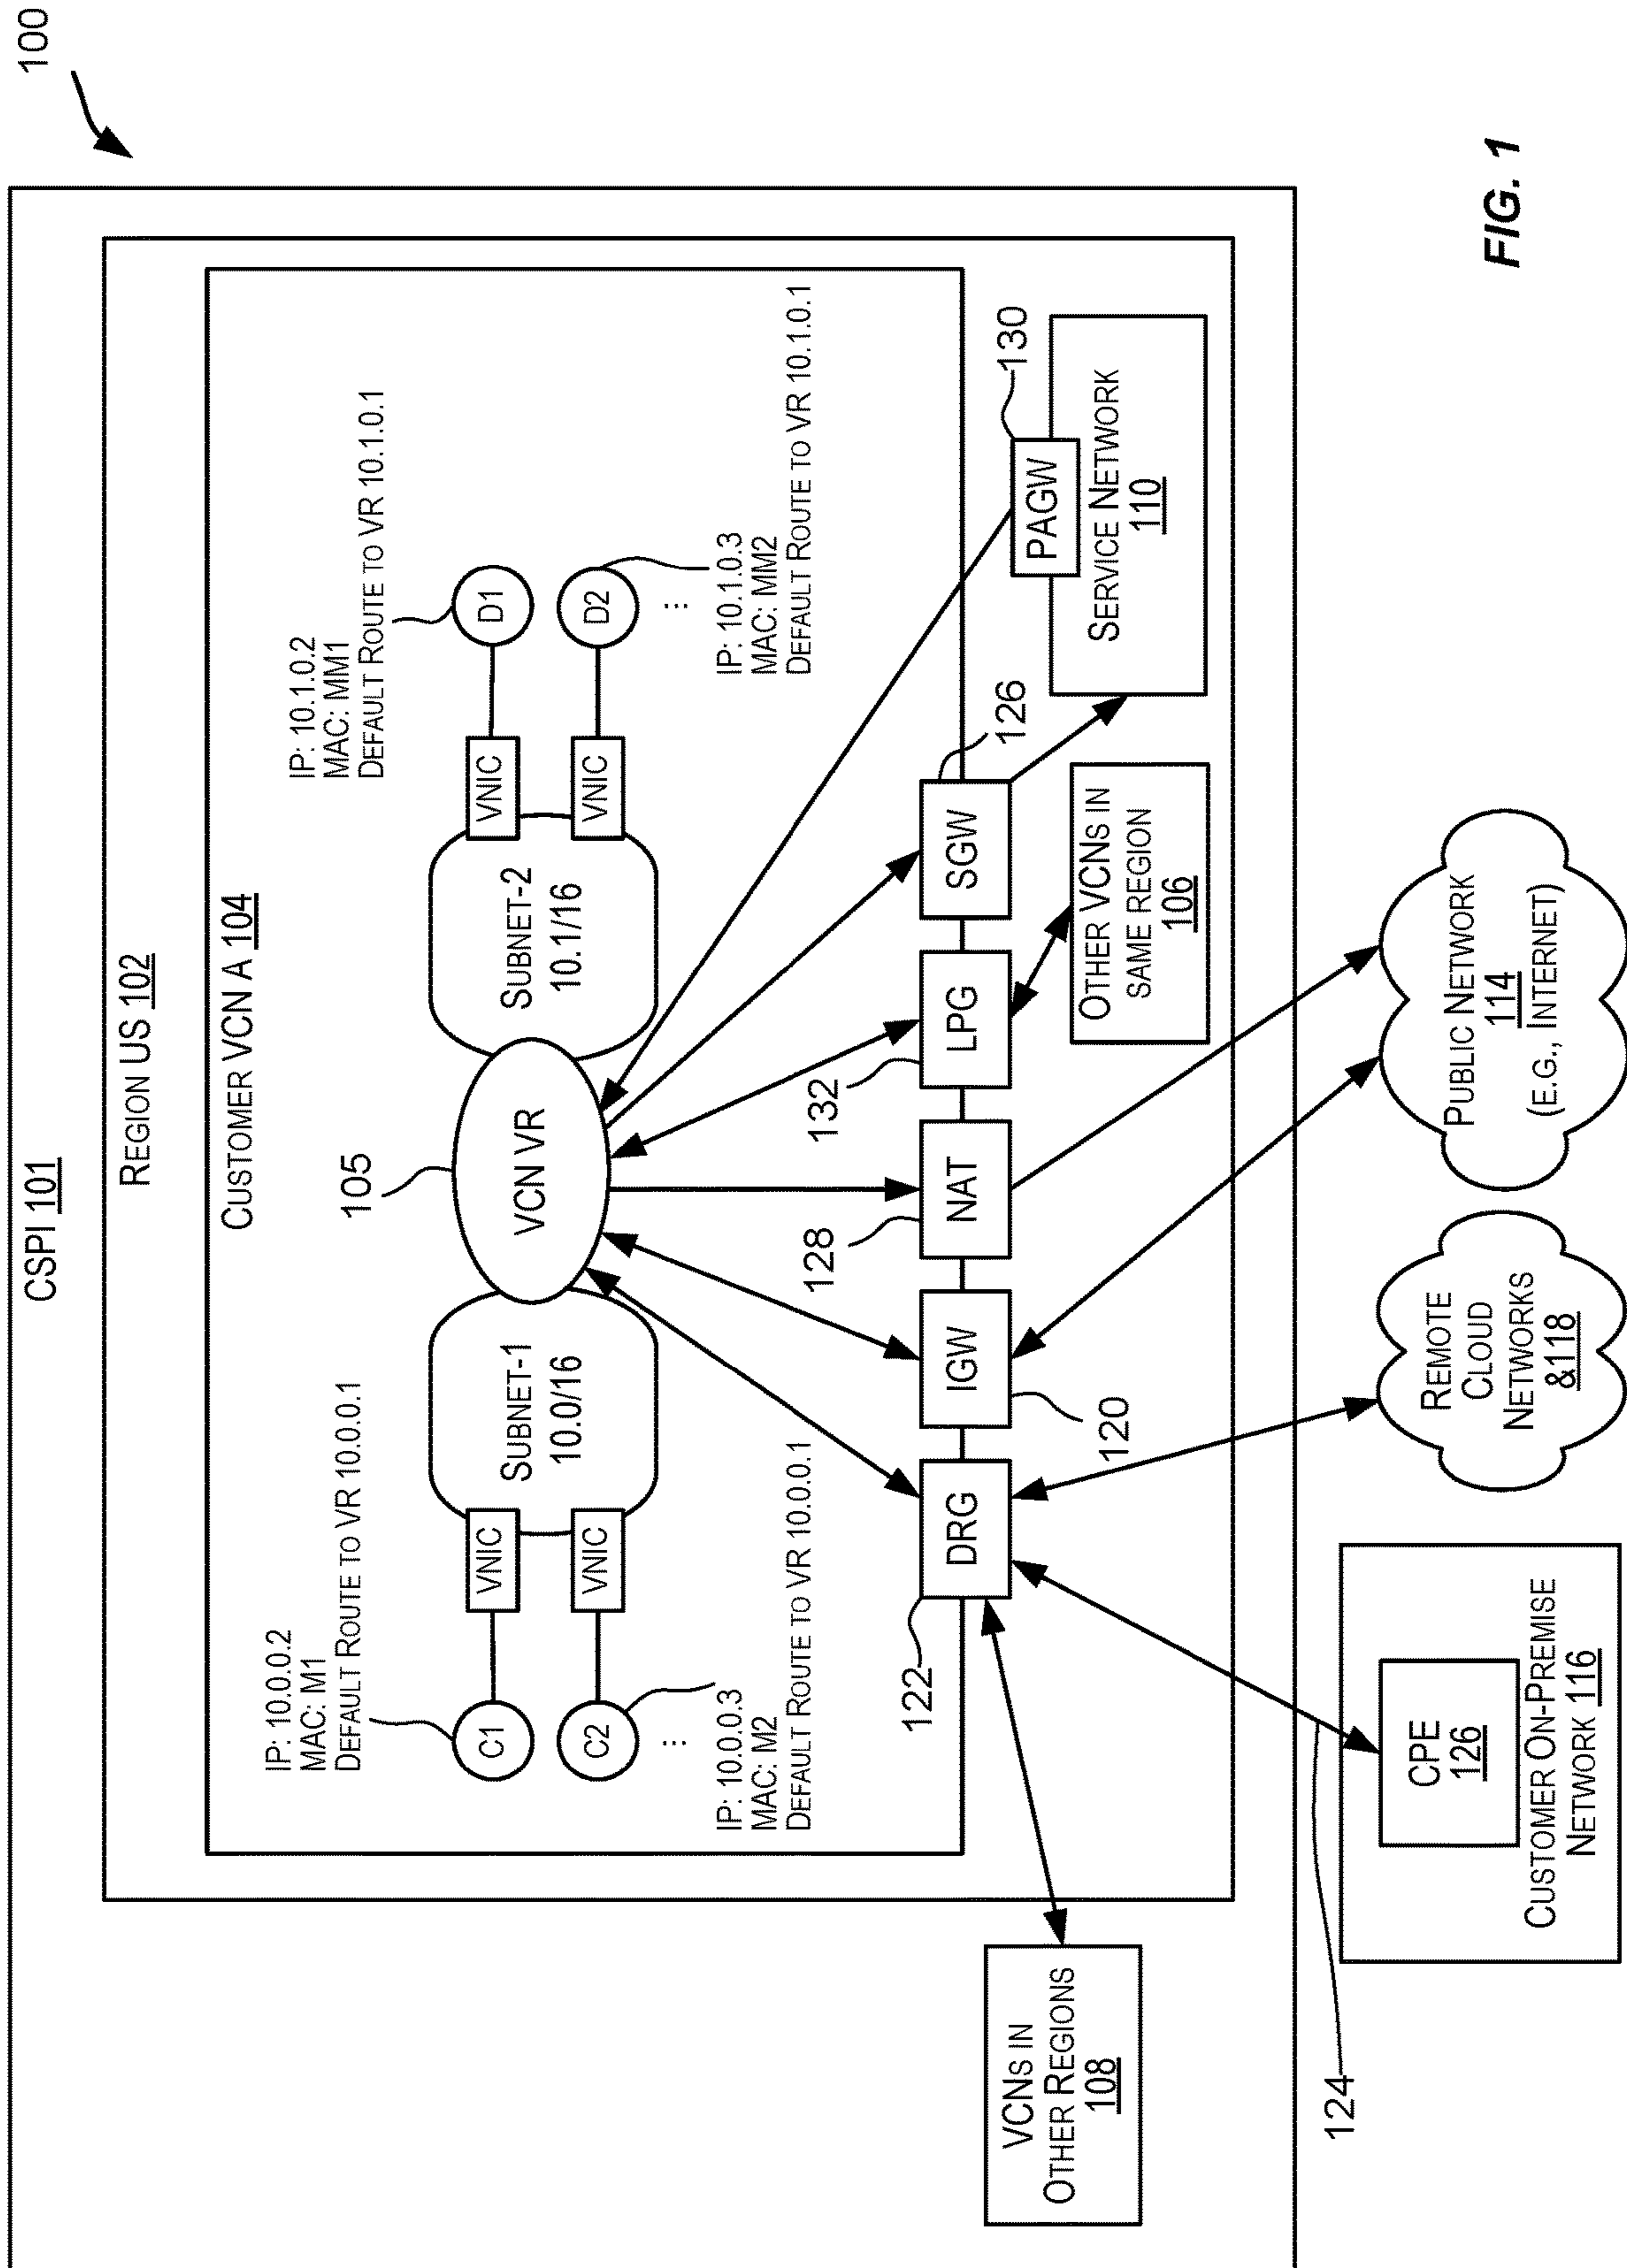 100
CSPI 101
REGION US 102
CUSTOMER VCN A 104
IP: 10.0.0.2
MAC: M1
DEFAULT ROUTE TO VR 10.0.0.1
105
IP: 10.1.0.2
MAC: MM1
DEFAULT ROUTE TO VR 10.1.0.1
C1
VNIC
SUBNET-1
10.0/16
VCN VR
SUBNET-2
10.1/16
VNIC
D1
C2
VNIC
VNIC
D2
...
...
IP: 10.0.0.3
MAC: M2
DEFAULT ROUTE TO VR 10.0.0.1
IP: 10.1.0.3
MAC: MM2
DEFAULT ROUTE TO VR 10.1.0.1
122
128
132
126
DRG
IGW
NAT
LPG
SGW
130
PAGW
120
VCNS IN
OTHER REGIONS
108
OTHER VCNS IN
SAME REGION
106
SERVICE NETWORK
110
124
CPE
126
CUSTOMER ON-PREMISE
NETWORK 116
REMOTE
CLOUD
NETWORKS
&118
PUBLIC NETWORK
114
(E.G., INTERNET)
FIG. 1